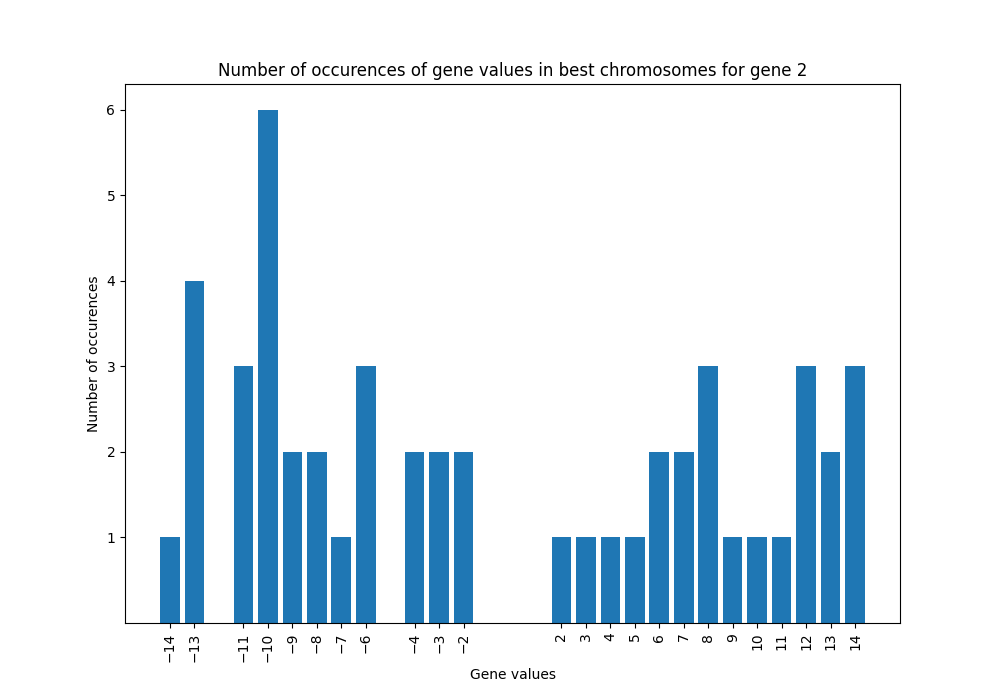 Number of occurences of gene values in best chromosomes for gene 2
Number of occurences
6
5
4
3
2
1
−14 −13 −11 −10 −9 −8 −7 −6 −4 −3 −2 2 3 4 5 6 7 8 9 10 11 12 13 14
Gene values